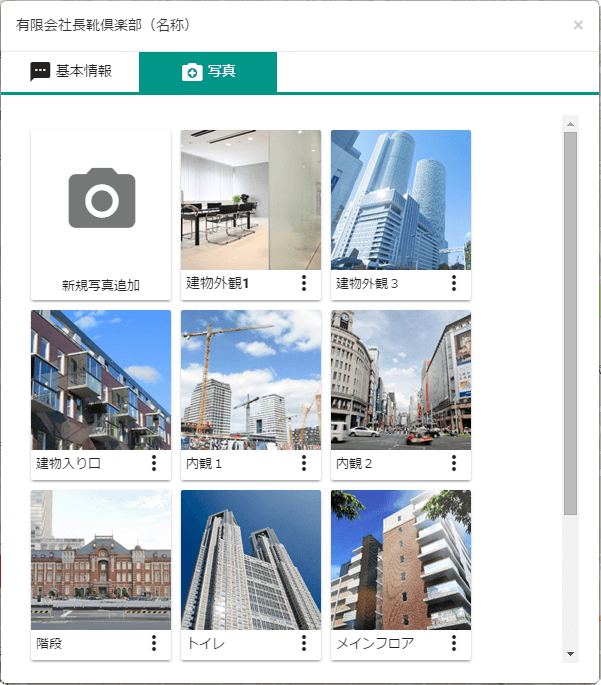 有限会社長靴倶楽部（名称）
×
基本情報
写真
新規写真追加
建物外観1
建物外観３
建物入り口
内観１
内観２
階段
トイレ
メインフロア